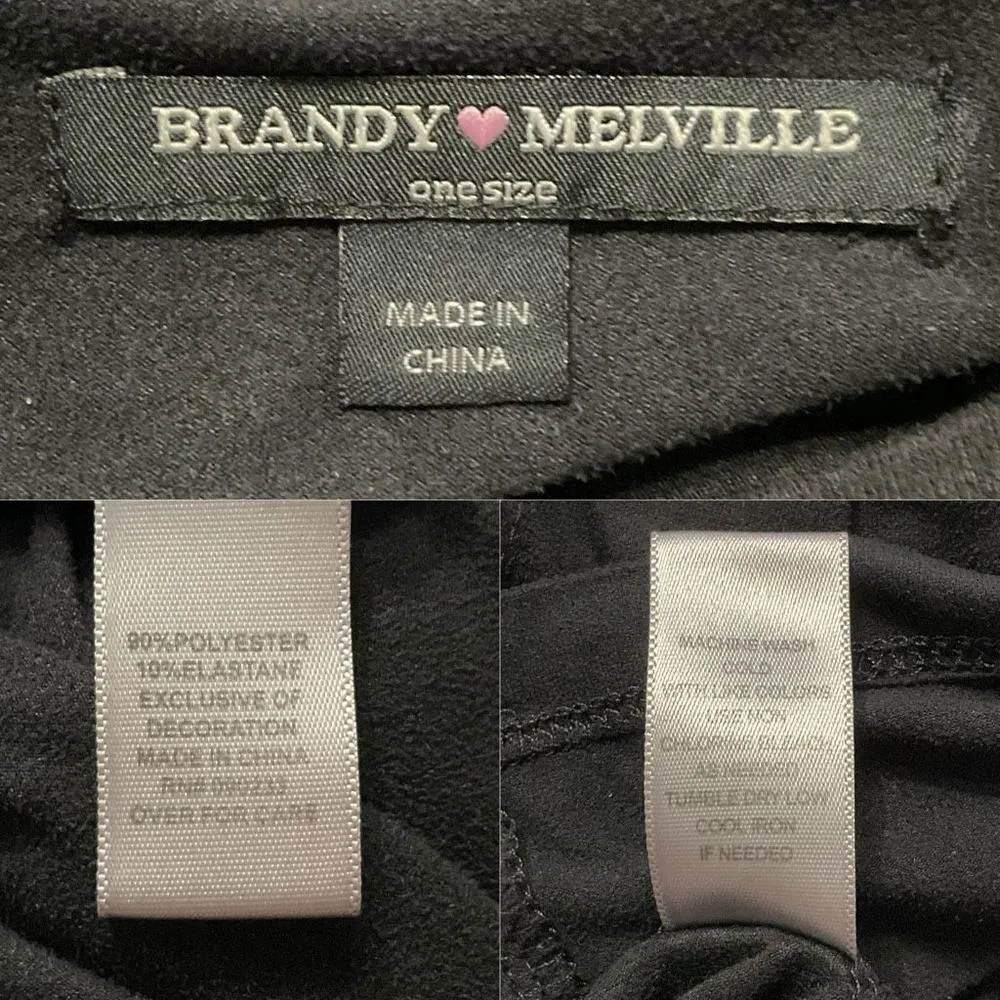 BRANDY MELVILLE
one size
MADE IN
CHINA
90%POLYESTER
10%ELASTANE
EXCLUSIVE OF
DECORATION
MADE IN CHINA
RN#
OVER FOR CARE
MACHINE WASH
COLD
WITH LIKE COLORS
USE NON
CHLORINE BLEACH
AS NEEDED
TUMBLE DRY LOW
COOL IRON
IF NEEDED